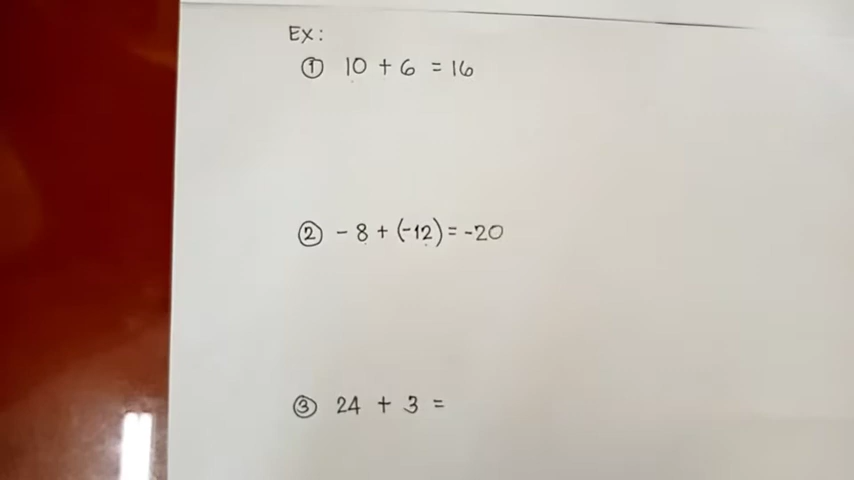 Ex:
① 10 + 6 = 16
② - 8 + (-12) = -20
③ 24 + 3 =